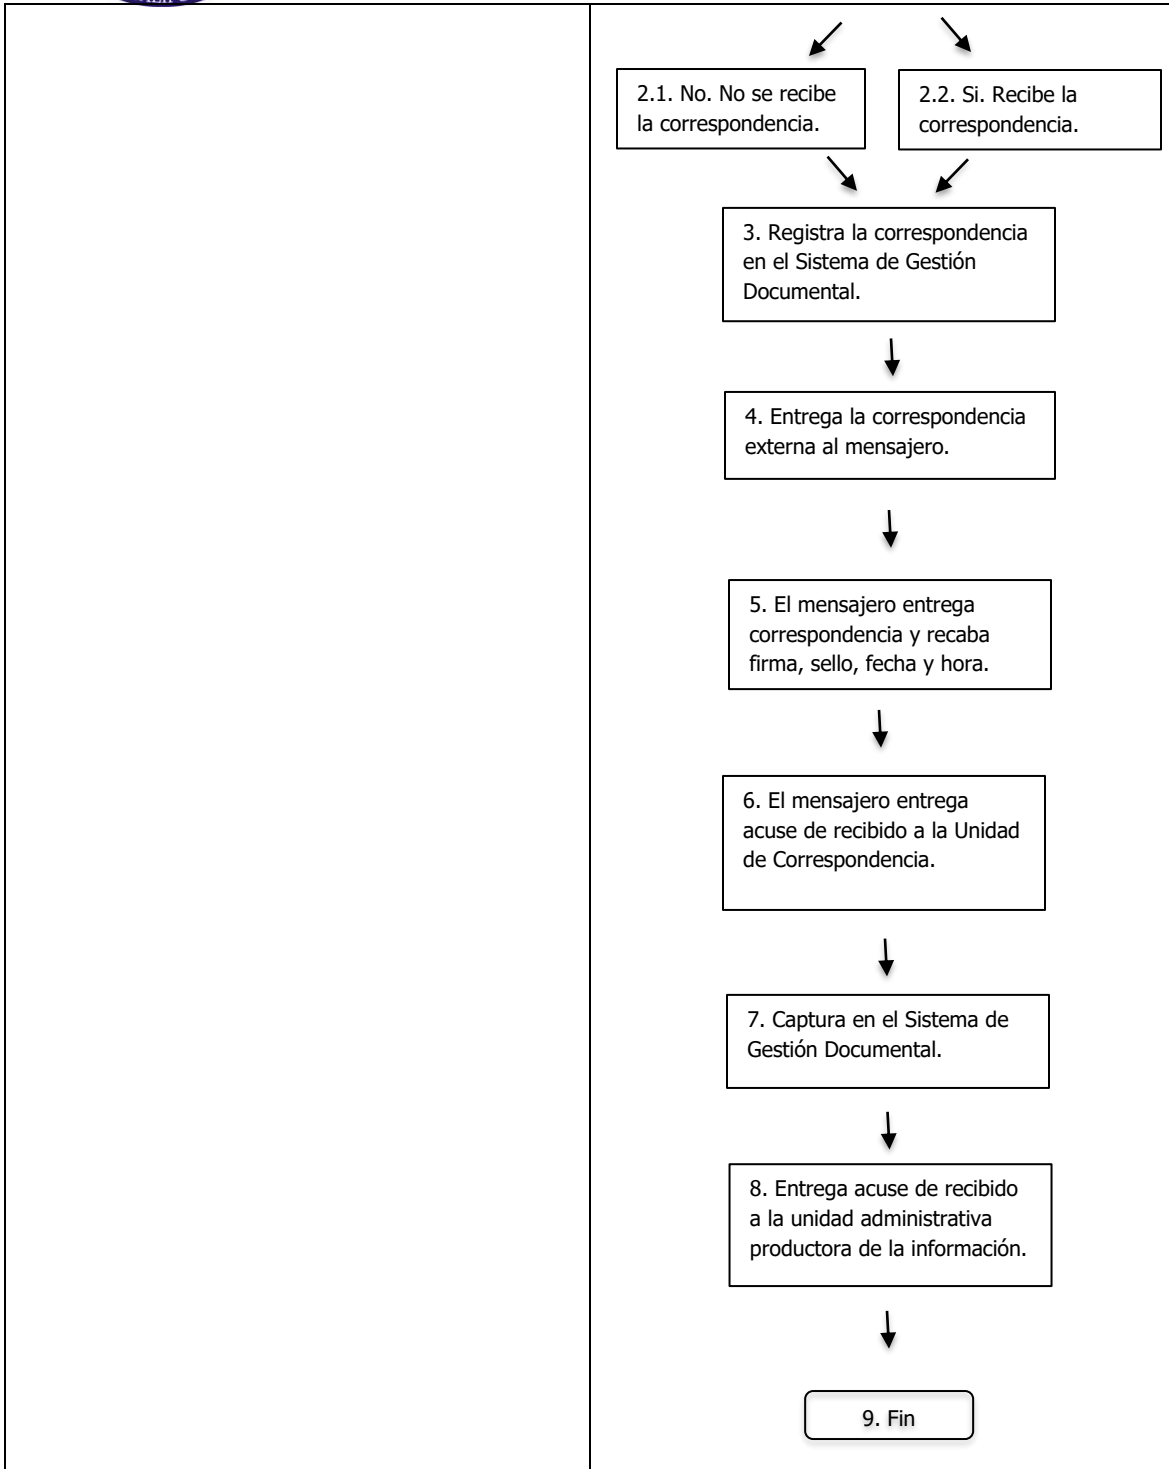 2.1. No. No se recibe
la correspondencia.
2.2. Si. Recibe la
correspondencia.
3. Registra la correspondencia
en el Sistema de Gestión
Documental.
4. Entrega la correspondencia
externa al mensajero.
5. El mensajero entrega
correspondencia y recaba
firma, sello, fecha y hora.
6. El mensajero entrega
acuse de recibido a la Unidad
de Correspondencia.
7. Captura en el Sistema de
Gestión Documental.
8. Entrega acuse de recibido
a la unidad administrativa
productora de la información.
9. Fin